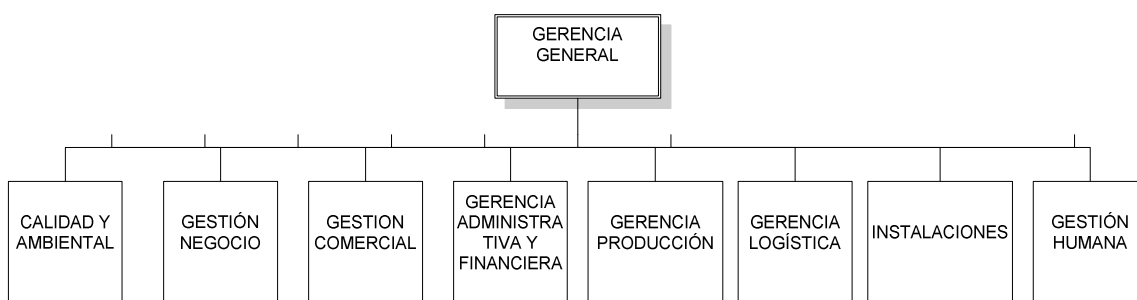 GERENCIA
GENERAL
CALIDAD Y
AMBIENTAL
GESTIÓN
NEGOCIO
GESTION
COMERCIAL
GERENCIA
ADMINISTRA
TIVA Y
FINANCIERA
GERENCIA
PRODUCCIÓN
GERENCIA
LOGÍSTICA
INSTALACIONES
GESTIÓN
HUMANA